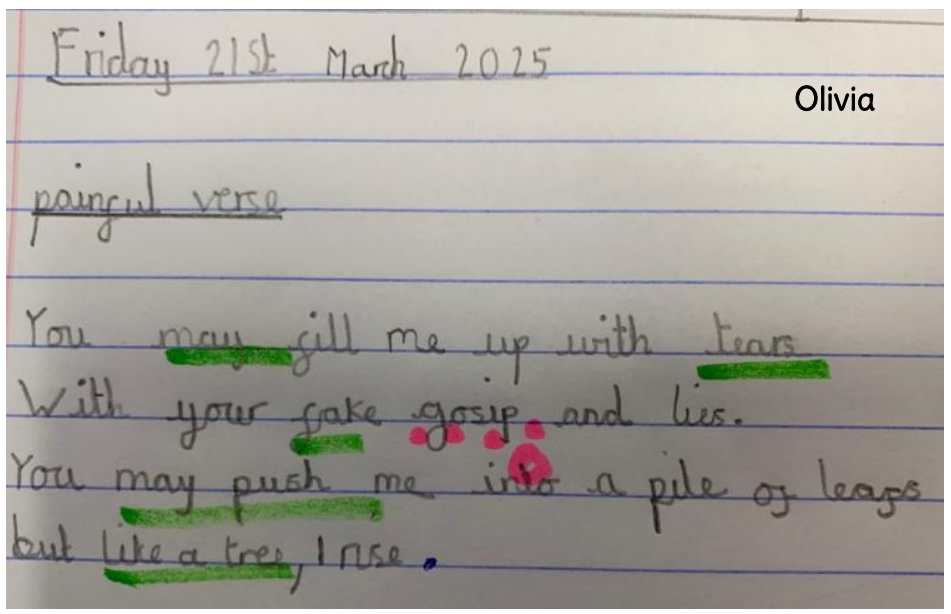 Friday 21st March 2025
Olivia
painful verse
You may fill me up with tears
With your fake gosip and lies.
You may push me into a pile of leafs
but like a tree, I rise.